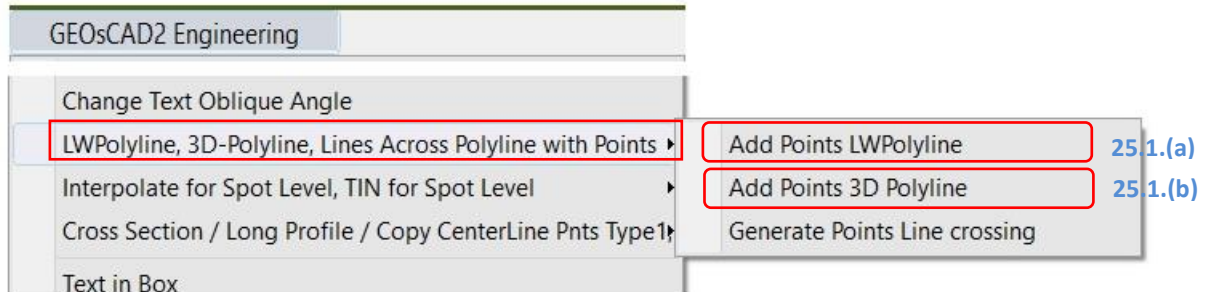 GEOsCAD2 Engineering
Change Text Oblique Angle
LWPolyline, 3D-Polyline, Lines Across Polyline with Points
Add Points LWPolyline
25.1.(a)
Interpolate for Spot Level, TIN for Spot Level
Add Points 3D Polyline
25.1.(b)
Cross Section / Long Profile / Copy CenterLine Pnts Type1,
Generate Points Line crossing
Text in Box